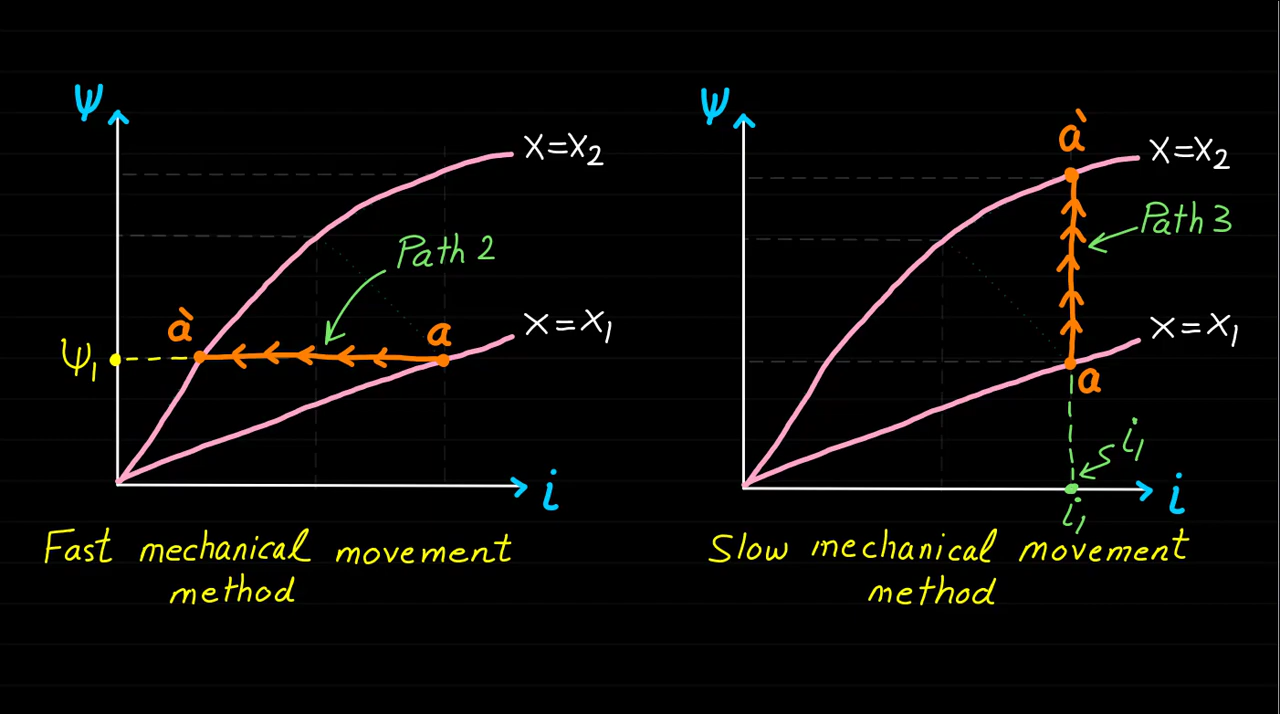 Ψ
X=X₂
Path 2
à
a
X=X₁
Ψ₁
i
Fast mechanical movement
method
Ψ
à
X=X₂
Path 3
X=X₁
a
i₁
i
i₁
Slow mechanical movement
method